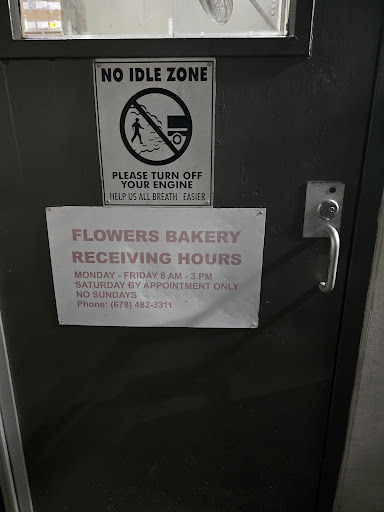 NO IDLE ZONE
PLEASE TURN OFF
YOUR ENGINE
HELP US ALL BREATH EASIER
FLOWERS BAKERY
RECEIVING HOURS
MONDAY - FRIDAY 8 AM - 3 PM
SATURDAY BY APPOINTMENT ONLY
NO SUNDAYS
Phone: (678) 482-3311